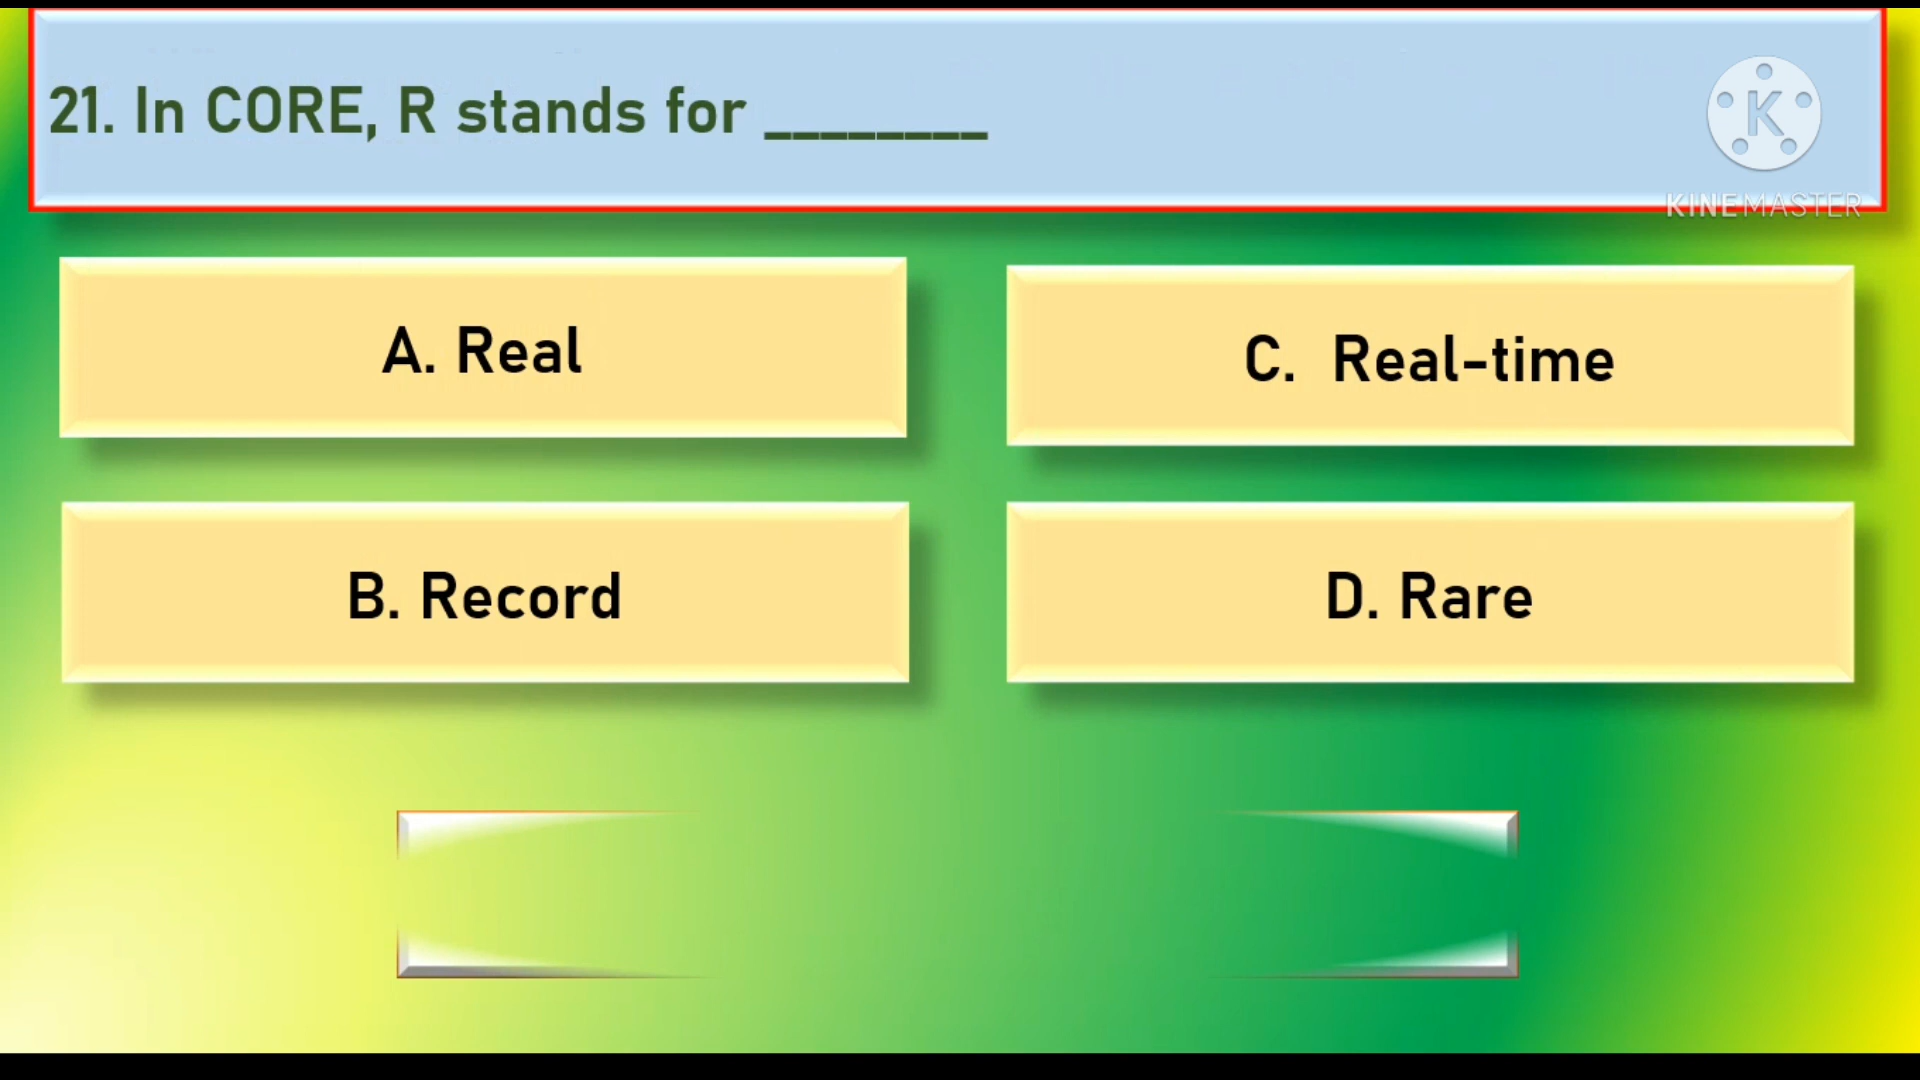 21. In CORE, R stands for ________
K
KINEMASTER
A. Real
C. Real-time
B. Record
D. Rare